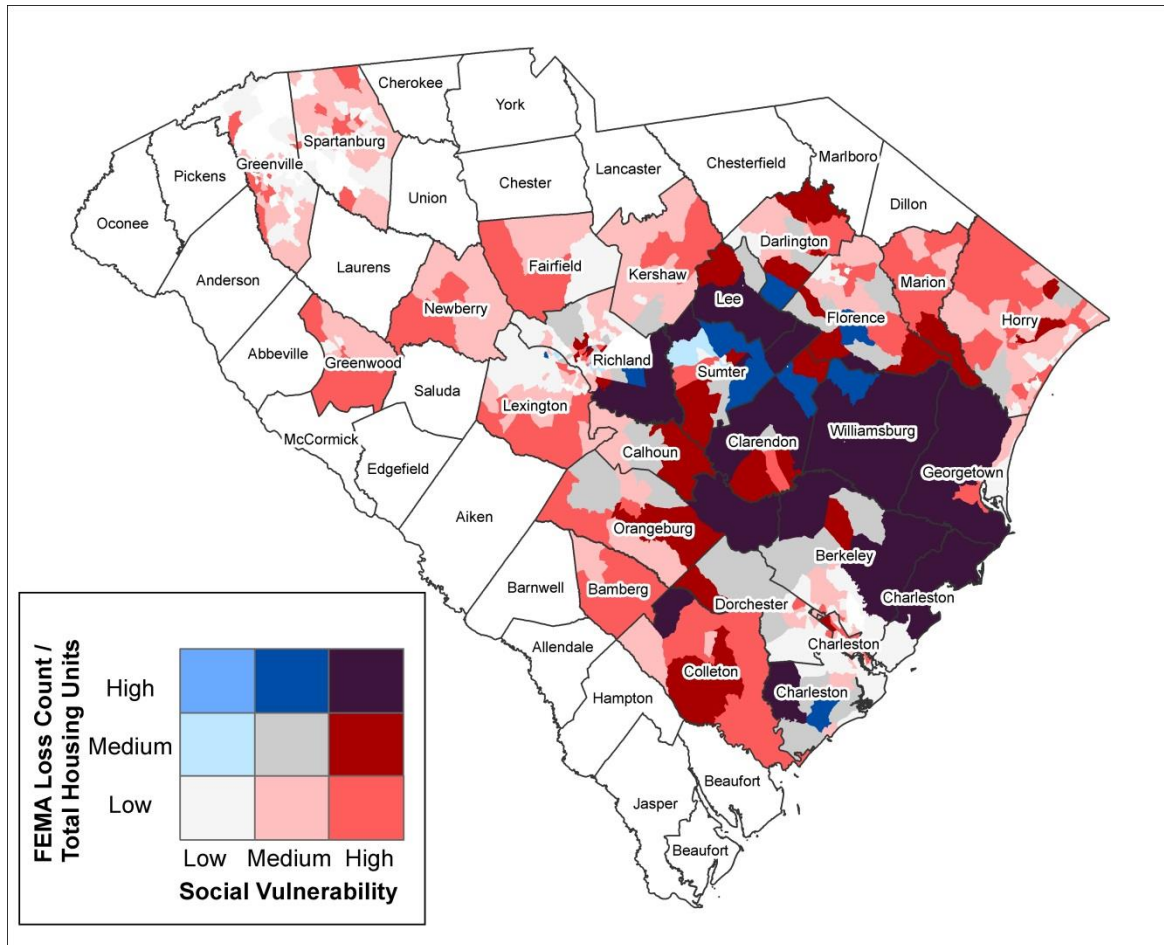 Cherokee
York
Spartanburg
Greenville
Pickens
Oconee
Union
Chester
Lancaster
Chesterfield
Marlboro
Dillon
Darlington
Anderson
Laurens
Fairfield
Kershaw
Marion
Lee
Newberry
Florence
Horry
Abbeville
Greenwood
Richland
Sumter
Saluda
Lexington
McCormick
Clarendon
Williamsburg
Edgefield
Calhoun
Georgetown
Aiken
Orangeburg
Berkeley
Barnwell
Bamberg
Dorchester
Charleston
Allendale
Charleston
Colleton
Charleston
Hampton
Beaufort
Jasper
Beaufort
FEMA Loss Count /
Total Housing Units
High
Medium
Low
Low Medium High
Social Vulnerability